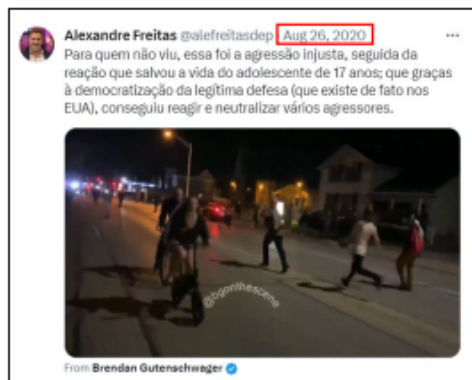 Alexandre Freitas @alefreitasdep · Aug 26, 2020 ...
Para quem não viu, essa foi a agressão injusta, seguida da
reação que salvou a vida do adolescente de 17 anos; que graças
à democratização da legítima defesa (que existe de fato nos
EUA), conseguiu reagir e neutralizar vários agressores.
@bgonthescene
From Brendan Gutenschwager